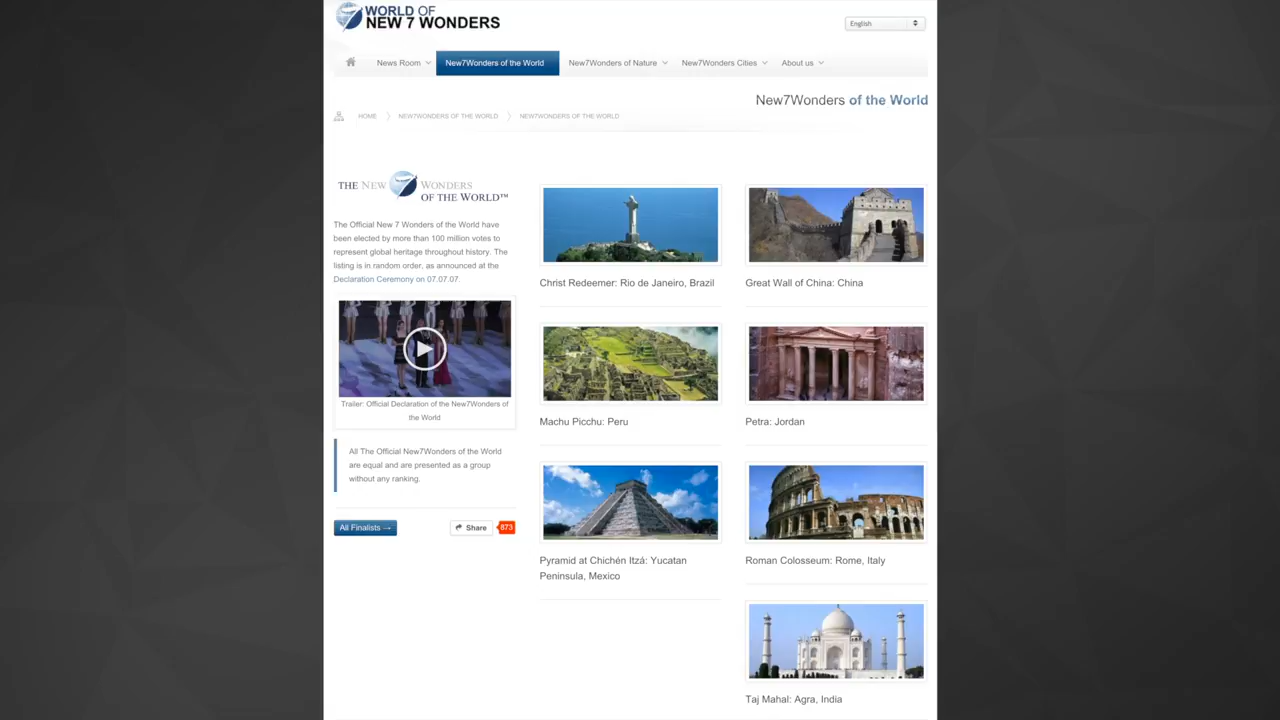 WORLD OF
NEW 7 WONDERS
English
News Room
New7Wonders of the World
New7Wonders of Nature
New7Wonders Cities
About us
New7Wonders of the World
HOME
NEW7WONDERS OF THE WORLD
NEW7WONDERS OF THE WORLD
THE NEW WONDERS
OF THE WORLD™
The Official New 7 Wonders of the World have
been elected by more than 100 million votes to
represent global heritage throughout history. The
listing is in random order, as announced at the
Declaration Ceremony on 07.07.07.
Trailer: Official Declaration of the New7Wonders of
the World
All The Official New7Wonders of the World
are equal and are presented as a group
without any ranking.
All Finalists →
Share
873
Christ Redeemer: Rio de Janeiro, Brazil
Great Wall of China: China
Machu Picchu: Peru
Petra: Jordan
Pyramid at Chichén Itzá: Yucatan
Peninsula, Mexico
Roman Colosseum: Rome, Italy
Taj Mahal: Agra, India